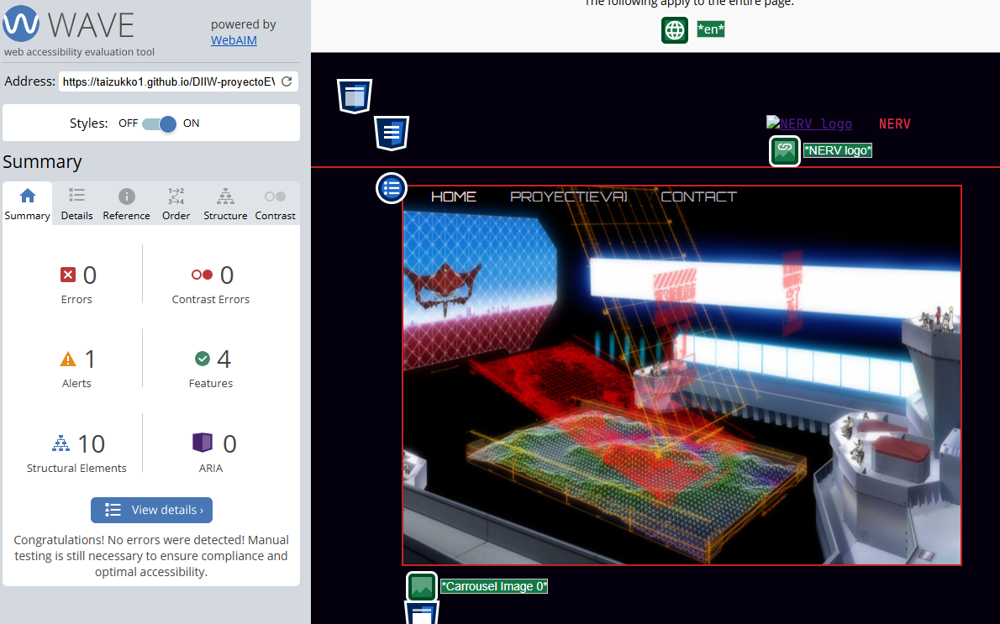 WAVE
powered by
WebAIM
web accessibility evaluation tool
Address: https://taizukko1.github.io/DIIW-proyectoEV
Styles: OFF ON
Summary
Summary Details Reference Order Structure Contrast
0
Errors
0
Contrast Errors
1
Alerts
4
Features
10
Structural Elements
0
ARIA
View details ›
Congratulations! No errors were detected! Manual
testing is still necessary to ensure compliance and
optimal accessibility.
The following apply to the entire page.
*en*
NERV logo NERV
*NERV logo*
HOME PROYECT[EVA] CONTACT
*Carrousel Image 0*